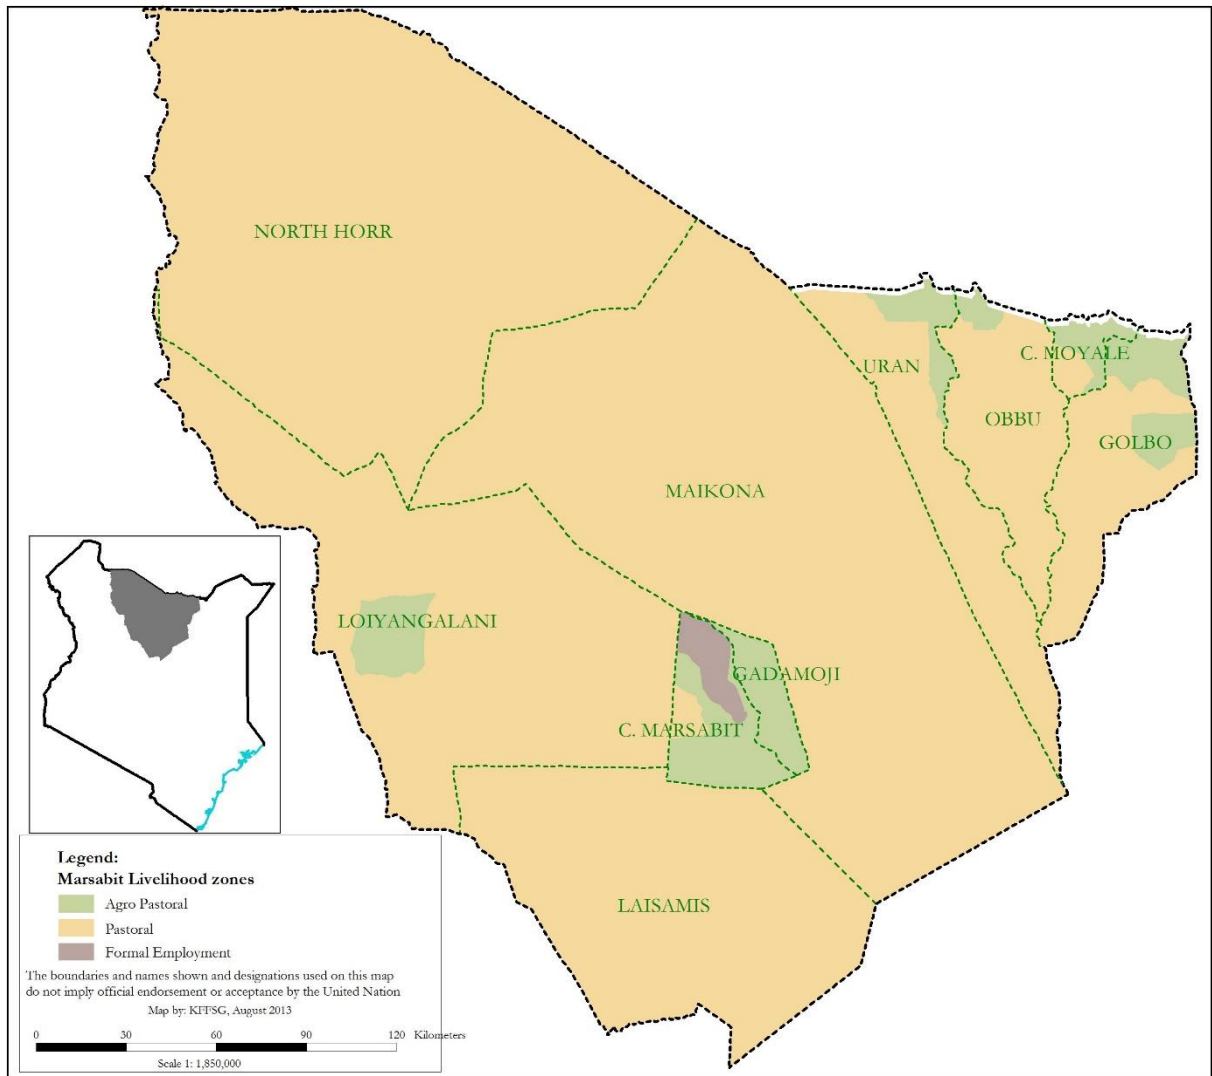 NORTH HORR
C. MOYALE
URAN
OBBU
GOLBO
MAIKONA
LOIYANGALANI
GADAMOJI
C. MARSABIT
LAISAMIS
Legend:
Marsabit Livelihood zones
Agro Pastoral
Pastoral
Formal Employment
The boundaries and names shown and designations used on this map
do not imply official endorsement or acceptance by the United Nation
Map by: KFFSG, August 2013
0 30 60 90 120 Kilometers
Scale 1: 1,850,000